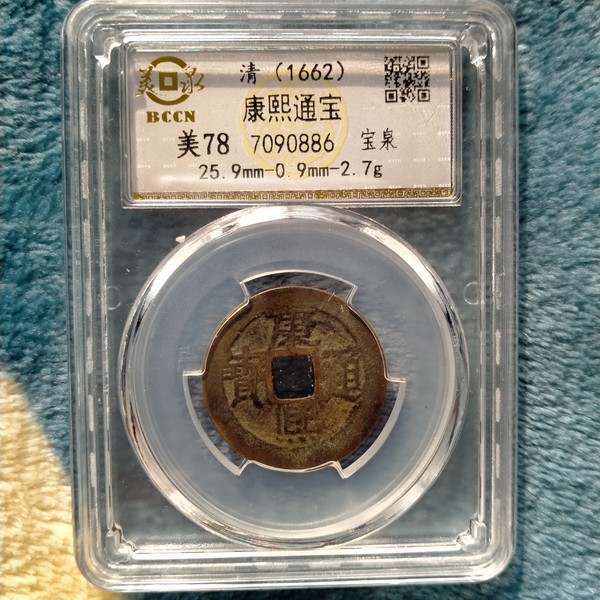 美泉
BCCN
清（1662）
康熙通宝
美78 7090886 宝泉
25.9mm-0.9mm-2.7g
康熙通寶